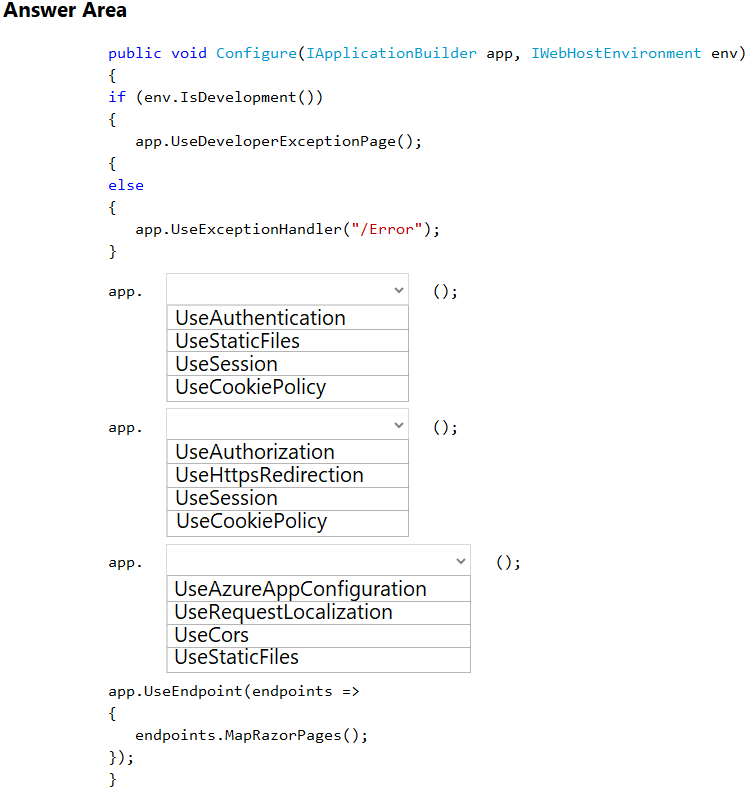 Answer Area
public void Configure(IApplicationBuilder app, IWebHostEnvironment env)
{
if (env.IsDevelopment())
{
app.UseDeveloperExceptionPage();
{
else
{
app.UseExceptionHandler("/Error");
}
app. ();
UseAuthentication
UseStaticFiles
UseSession
UseCookiePolicy
app. ();
UseAuthorization
UseHttpsRedirection
UseSession
UseCookiePolicy
app. ();
UseAzureAppConfiguration
UseRequestLocalization
UseCors
UseStaticFiles
app.UseEndpoint(endpoints =>
{
endpoints.MapRazorPages();
});
}